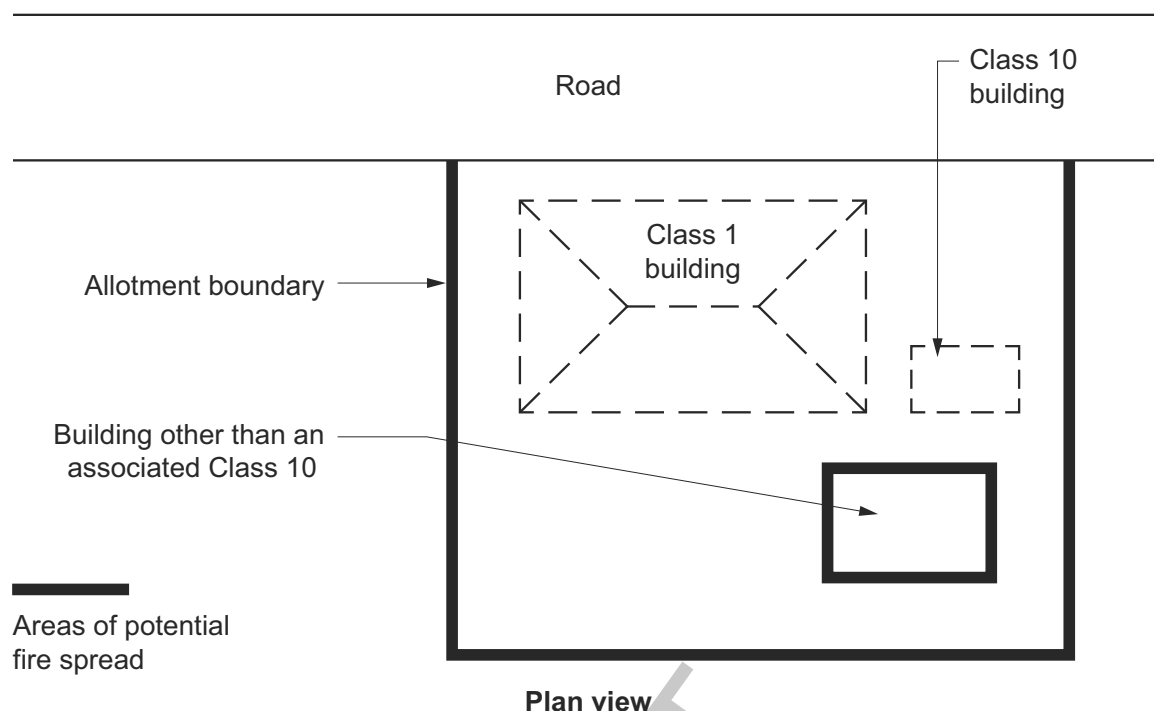 Road
Class 10
building
Class 1
building
Allotment boundary
Building other than an
associated Class 10
Areas of potential
fire spread
Plan view